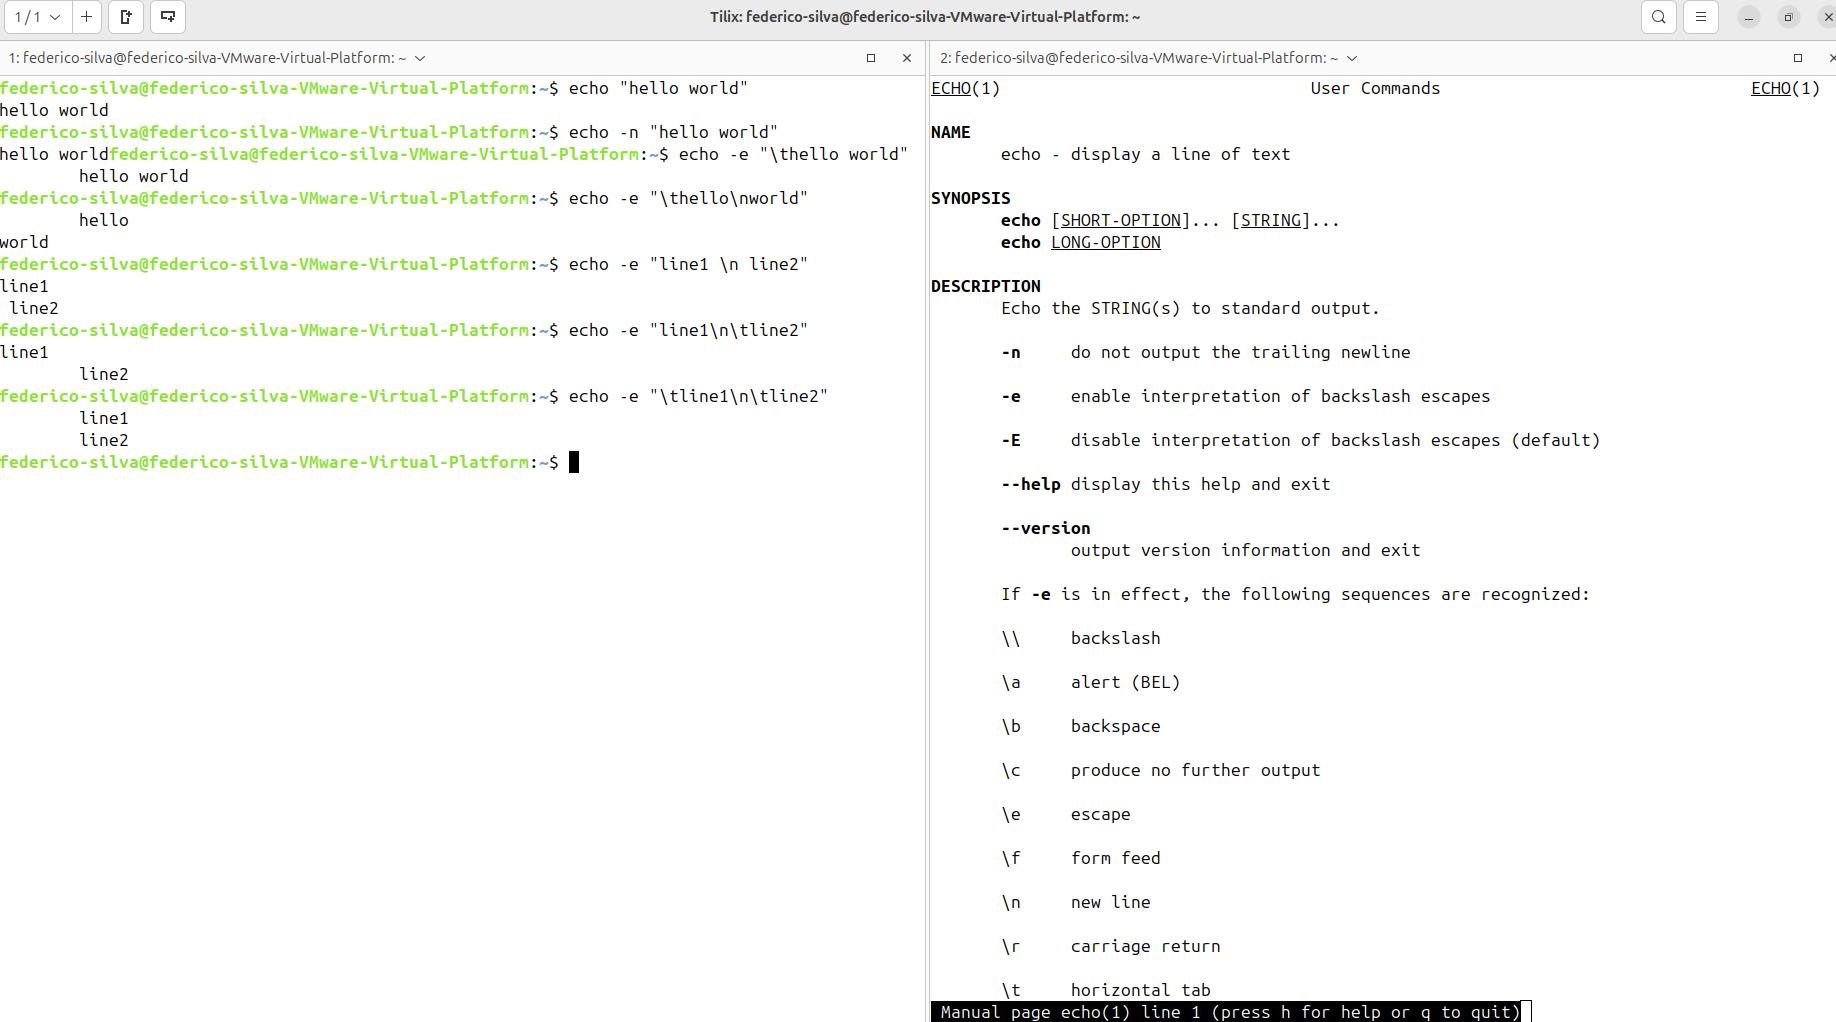 1 / 1
Tilix: federico-silva@federico-silva-VMware-Virtual-Platform: ~
1: federico-silva@federico-silva-VMware-Virtual-Platform: ~
federico-silva@federico-silva-VMware-Virtual-Platform:~$ echo "hello world"
hello world
federico-silva@federico-silva-VMware-Virtual-Platform:~$ echo -n "hello world"
hello worldfederico-silva@federico-silva-VMware-Virtual-Platform:~$ echo -e "\thello world"
        hello world
federico-silva@federico-silva-VMware-Virtual-Platform:~$ echo -e "\thello\nworld"
        hello
world
federico-silva@federico-silva-VMware-Virtual-Platform:~$ echo -e "line1 \n line2"
line1
 line2
federico-silva@federico-silva-VMware-Virtual-Platform:~$ echo -e "line1\n\tline2"
line1
        line2
federico-silva@federico-silva-VMware-Virtual-Platform:~$ echo -e "\tline1\n\tline2"
        line1
        line2
federico-silva@federico-silva-VMware-Virtual-Platform:~$
2: federico-silva@federico-silva-VMware-Virtual-Platform: ~
ECHO(1) User Commands ECHO(1)
NAME
       echo - display a line of text
SYNOPSIS
       echo [SHORT-OPTION]... [STRING]...
       echo LONG-OPTION
DESCRIPTION
       Echo the STRING(s) to standard output.
       -n     do not output the trailing newline
       -e     enable interpretation of backslash escapes
       -E     disable interpretation of backslash escapes (default)
       --help display this help and exit
       --version
              output version information and exit
       If -e is in effect, the following sequences are recognized:
       \\     backslash
       \a     alert (BEL)
       \b     backspace
       \c     produce no further output
       \e     escape
       \f     form feed
       \n     new line
       \r     carriage return
       \t     horizontal tab
 Manual page echo(1) line 1 (press h for help or q to quit)